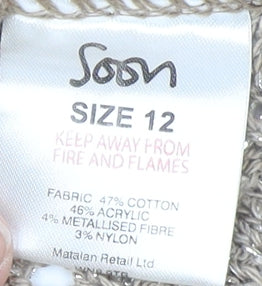 Soon
SIZE 12
KEEP AWAY FROM
FIRE AND FLAMES
FABRIC 47% COTTON
46% ACRYLIC
4% METALLISED FIBRE
3% NYLON
Matalan Retail Ltd